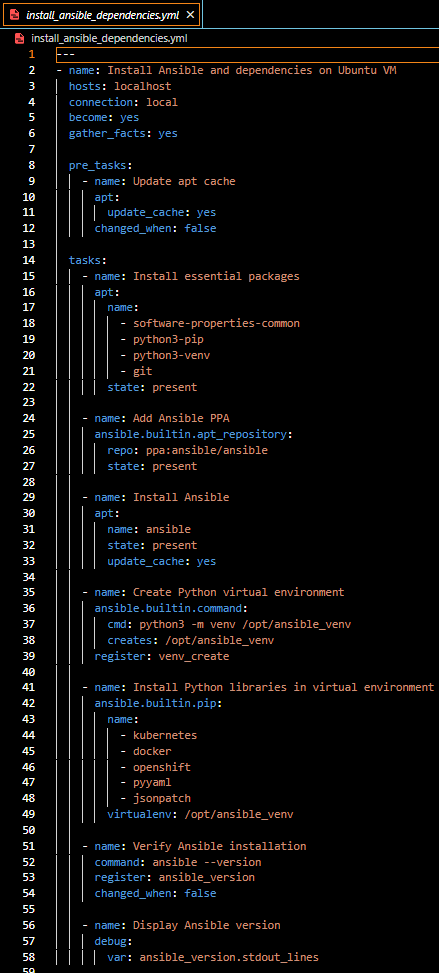 install_ansible_dependencies.yml
install_ansible_dependencies.yml
1 ---
2 - name: Install Ansible and dependencies on Ubuntu VM
3   hosts: localhost
4   connection: local
5   become: yes
6   gather_facts: yes
7
8   pre_tasks:
9     - name: Update apt cache
10       apt:
11         update_cache: yes
12       changed_when: false
13
14   tasks:
15     - name: Install essential packages
16       apt:
17         name:
18           - software-properties-common
19           - python3-pip
20           - python3-venv
21           - git
22         state: present
23
24     - name: Add Ansible PPA
25       ansible.builtin.apt_repository:
26         repo: ppa:ansible/ansible
27         state: present
28
29     - name: Install Ansible
30       apt:
31         name: ansible
32         state: present
33         update_cache: yes
34
35     - name: Create Python virtual environment
36       ansible.builtin.command:
37         cmd: python3 -m venv /opt/ansible_venv
38         creates: /opt/ansible_venv
39       register: venv_create
40
41     - name: Install Python libraries in virtual environment
42       ansible.builtin.pip:
43         name:
44           - kubernetes
45           - docker
46           - openshift
47           - pyyaml
48           - jsonpatch
49         virtualenv: /opt/ansible_venv
50
51     - name: Verify Ansible installation
52       command: ansible --version
53       register: ansible_version
54       changed_when: false
55
56     - name: Display Ansible version
57       debug:
58         var: ansible_version.stdout_lines
59